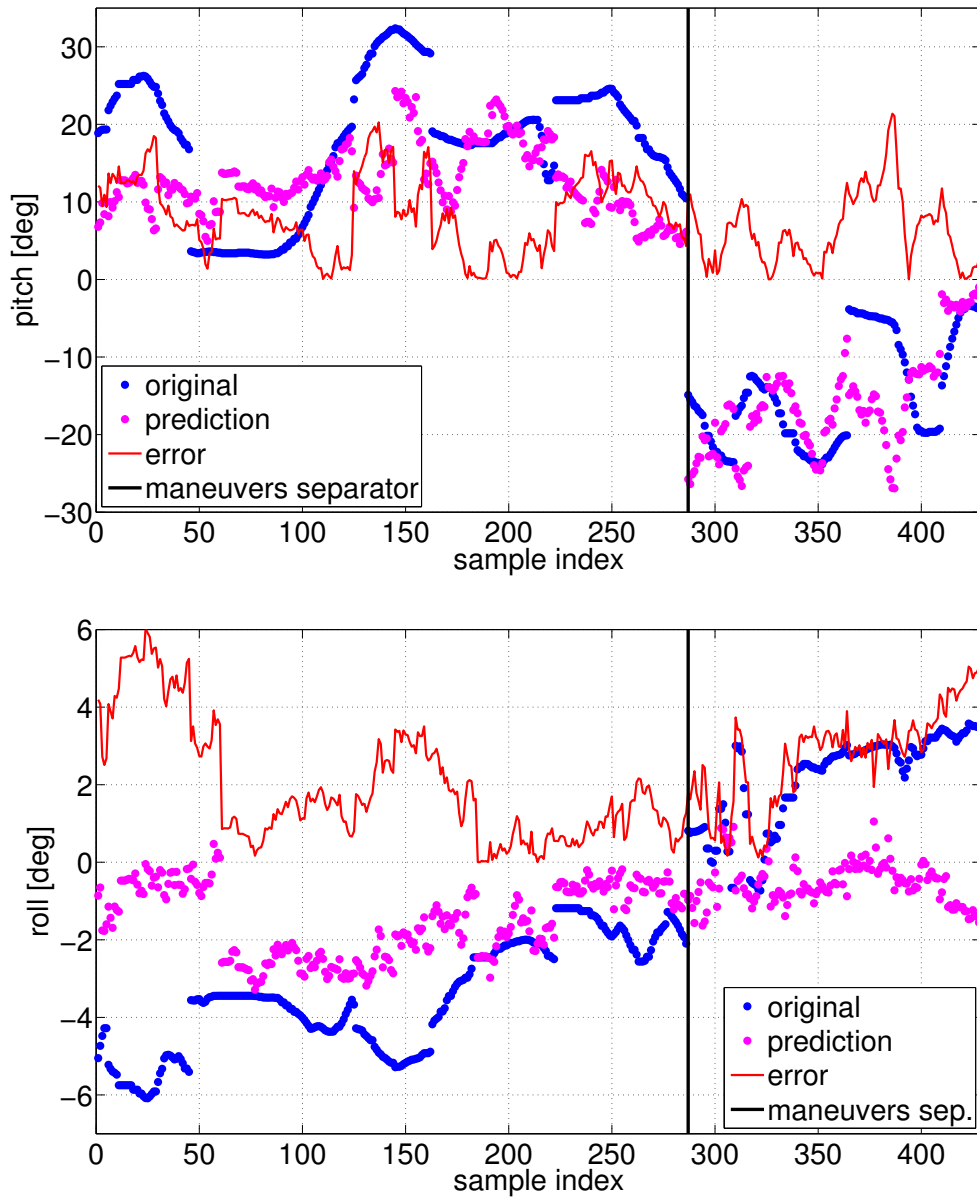 30
20
10
0
−10
−20
−30
pitch [deg]
original
prediction
error
maneuvers separator
0 50 100 150 200 250 300 350 400
sample index
6
4
2
0
−2
−4
−6
roll [deg]
original
prediction
error
maneuvers sep.
0 50 100 150 200 250 300 350 400
sample index